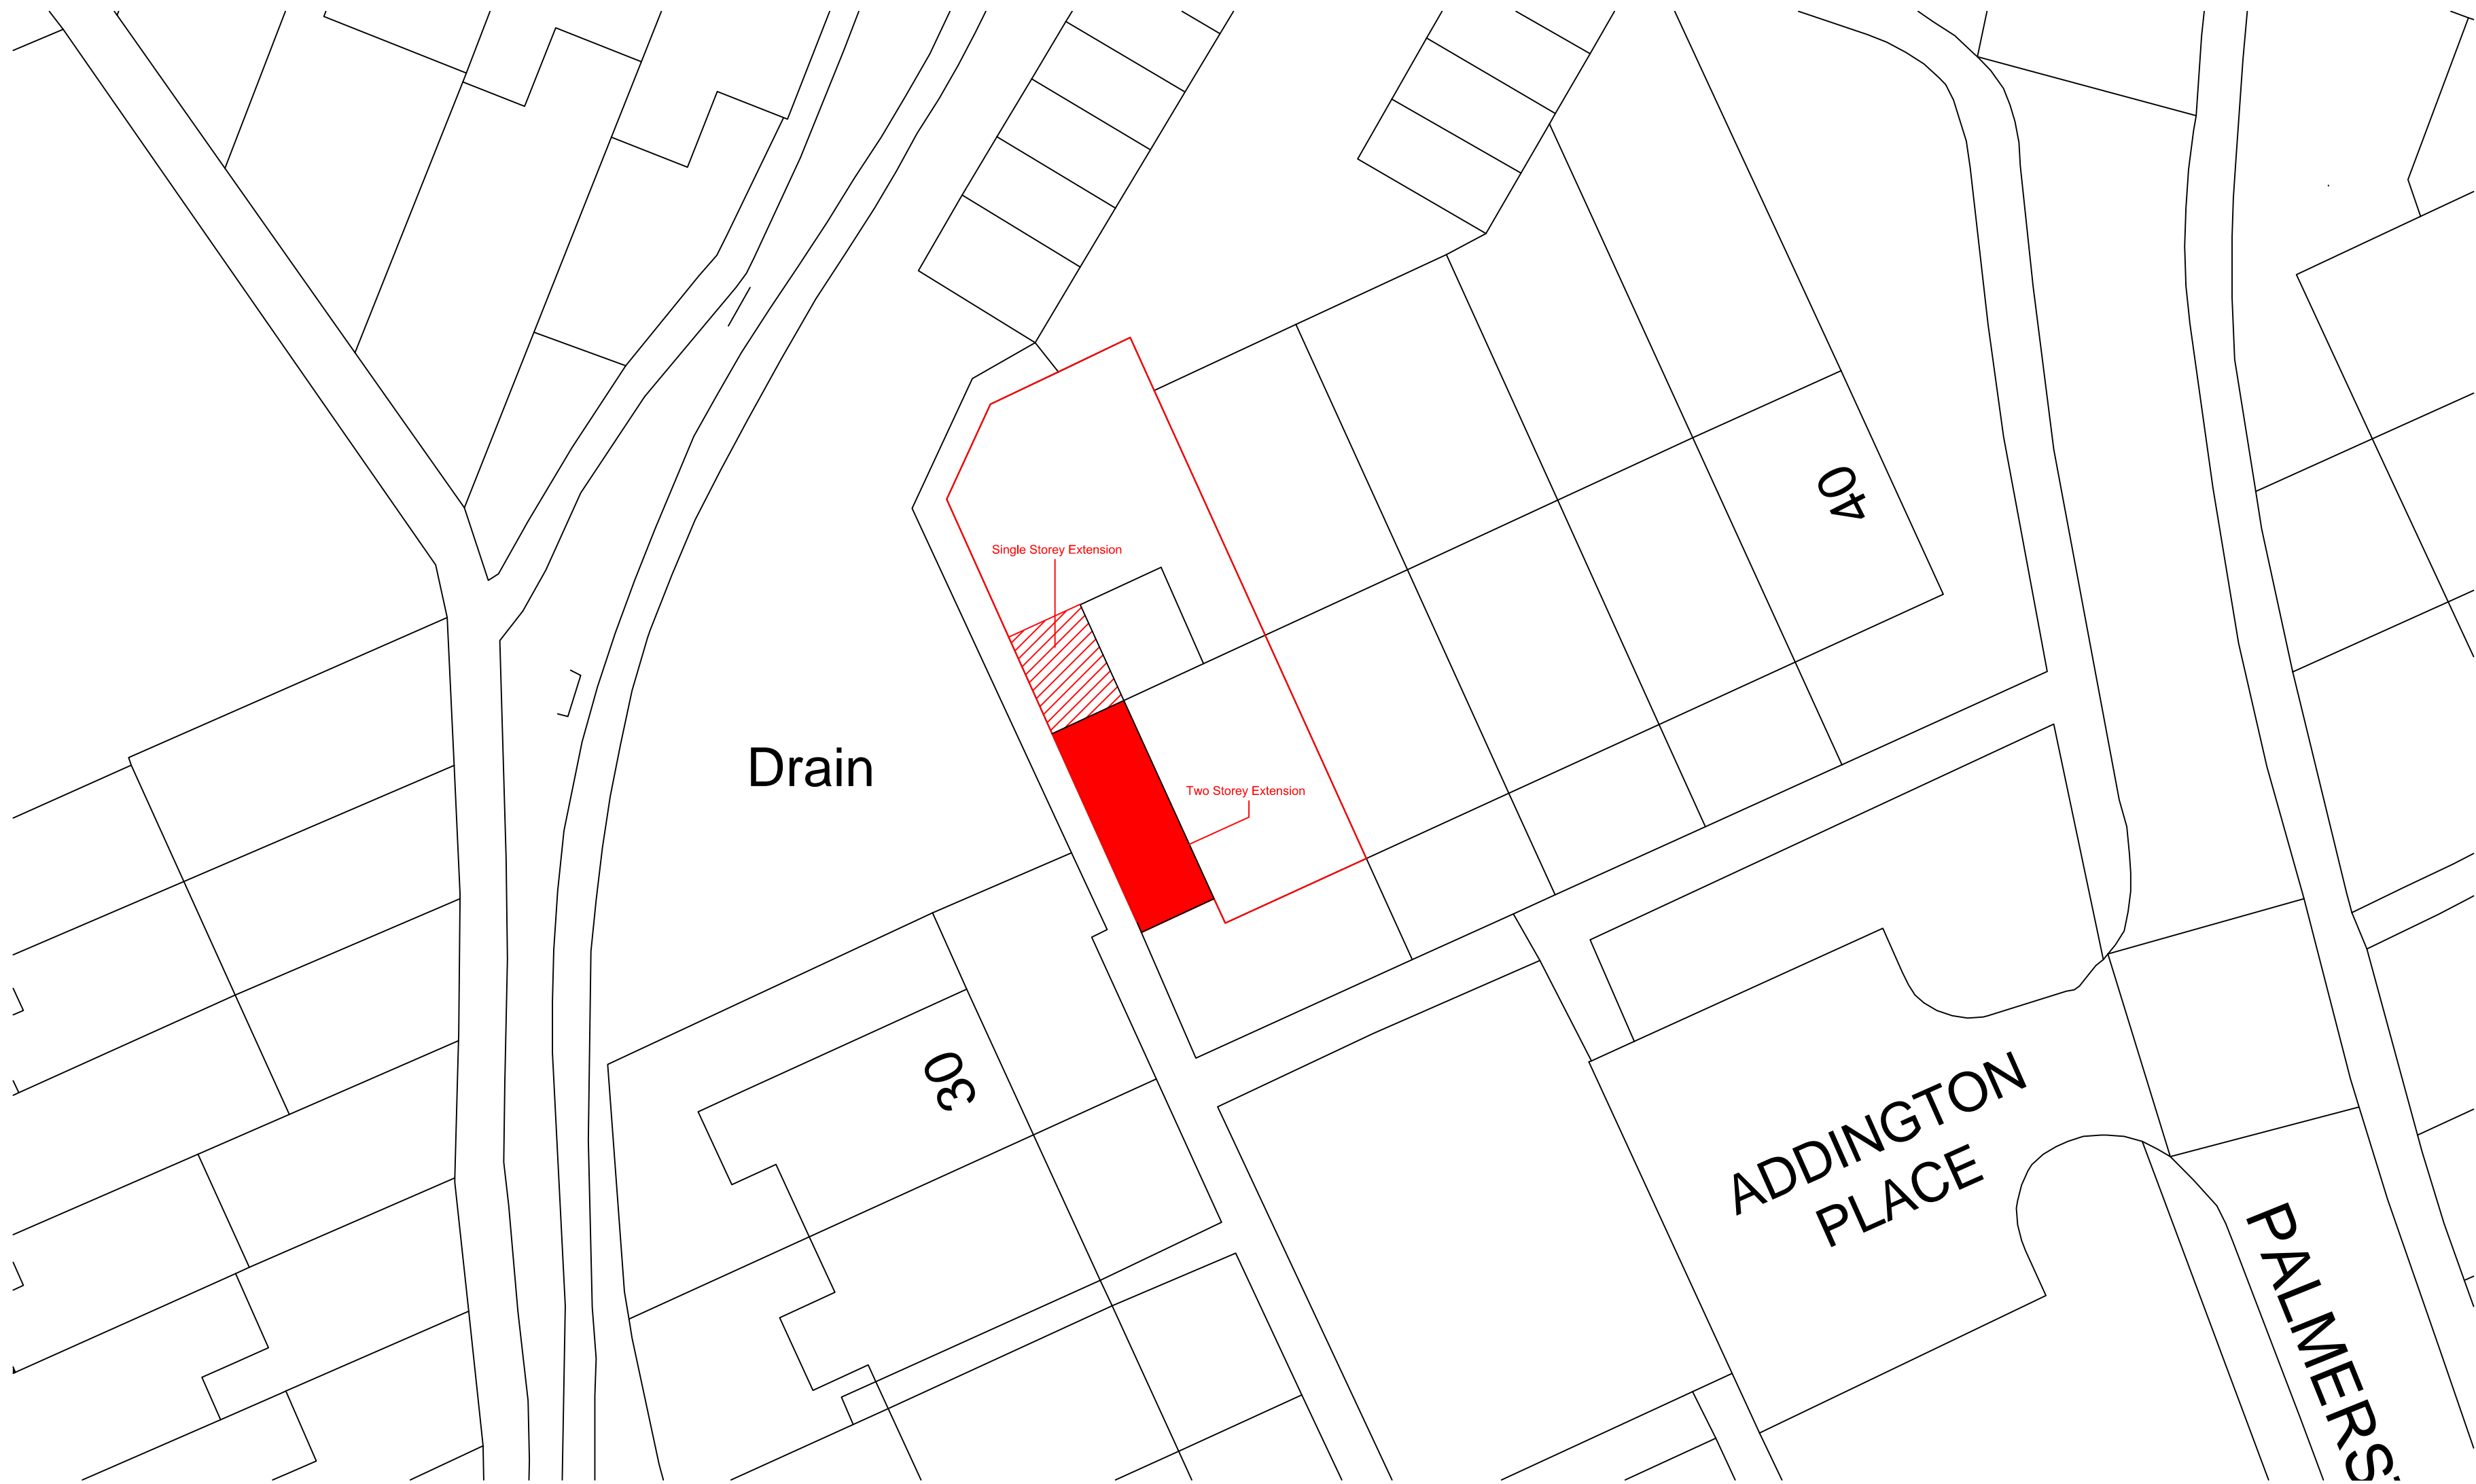 40
Single Storey Extension
Drain
Two Storey Extension
30
ADDINGTON
PLACE
PALMERS